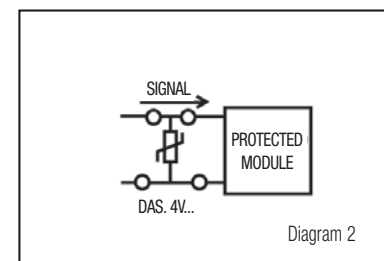 SIGNAL
PROTECTED
MODULE
DAS. 4V...
Diagram 2